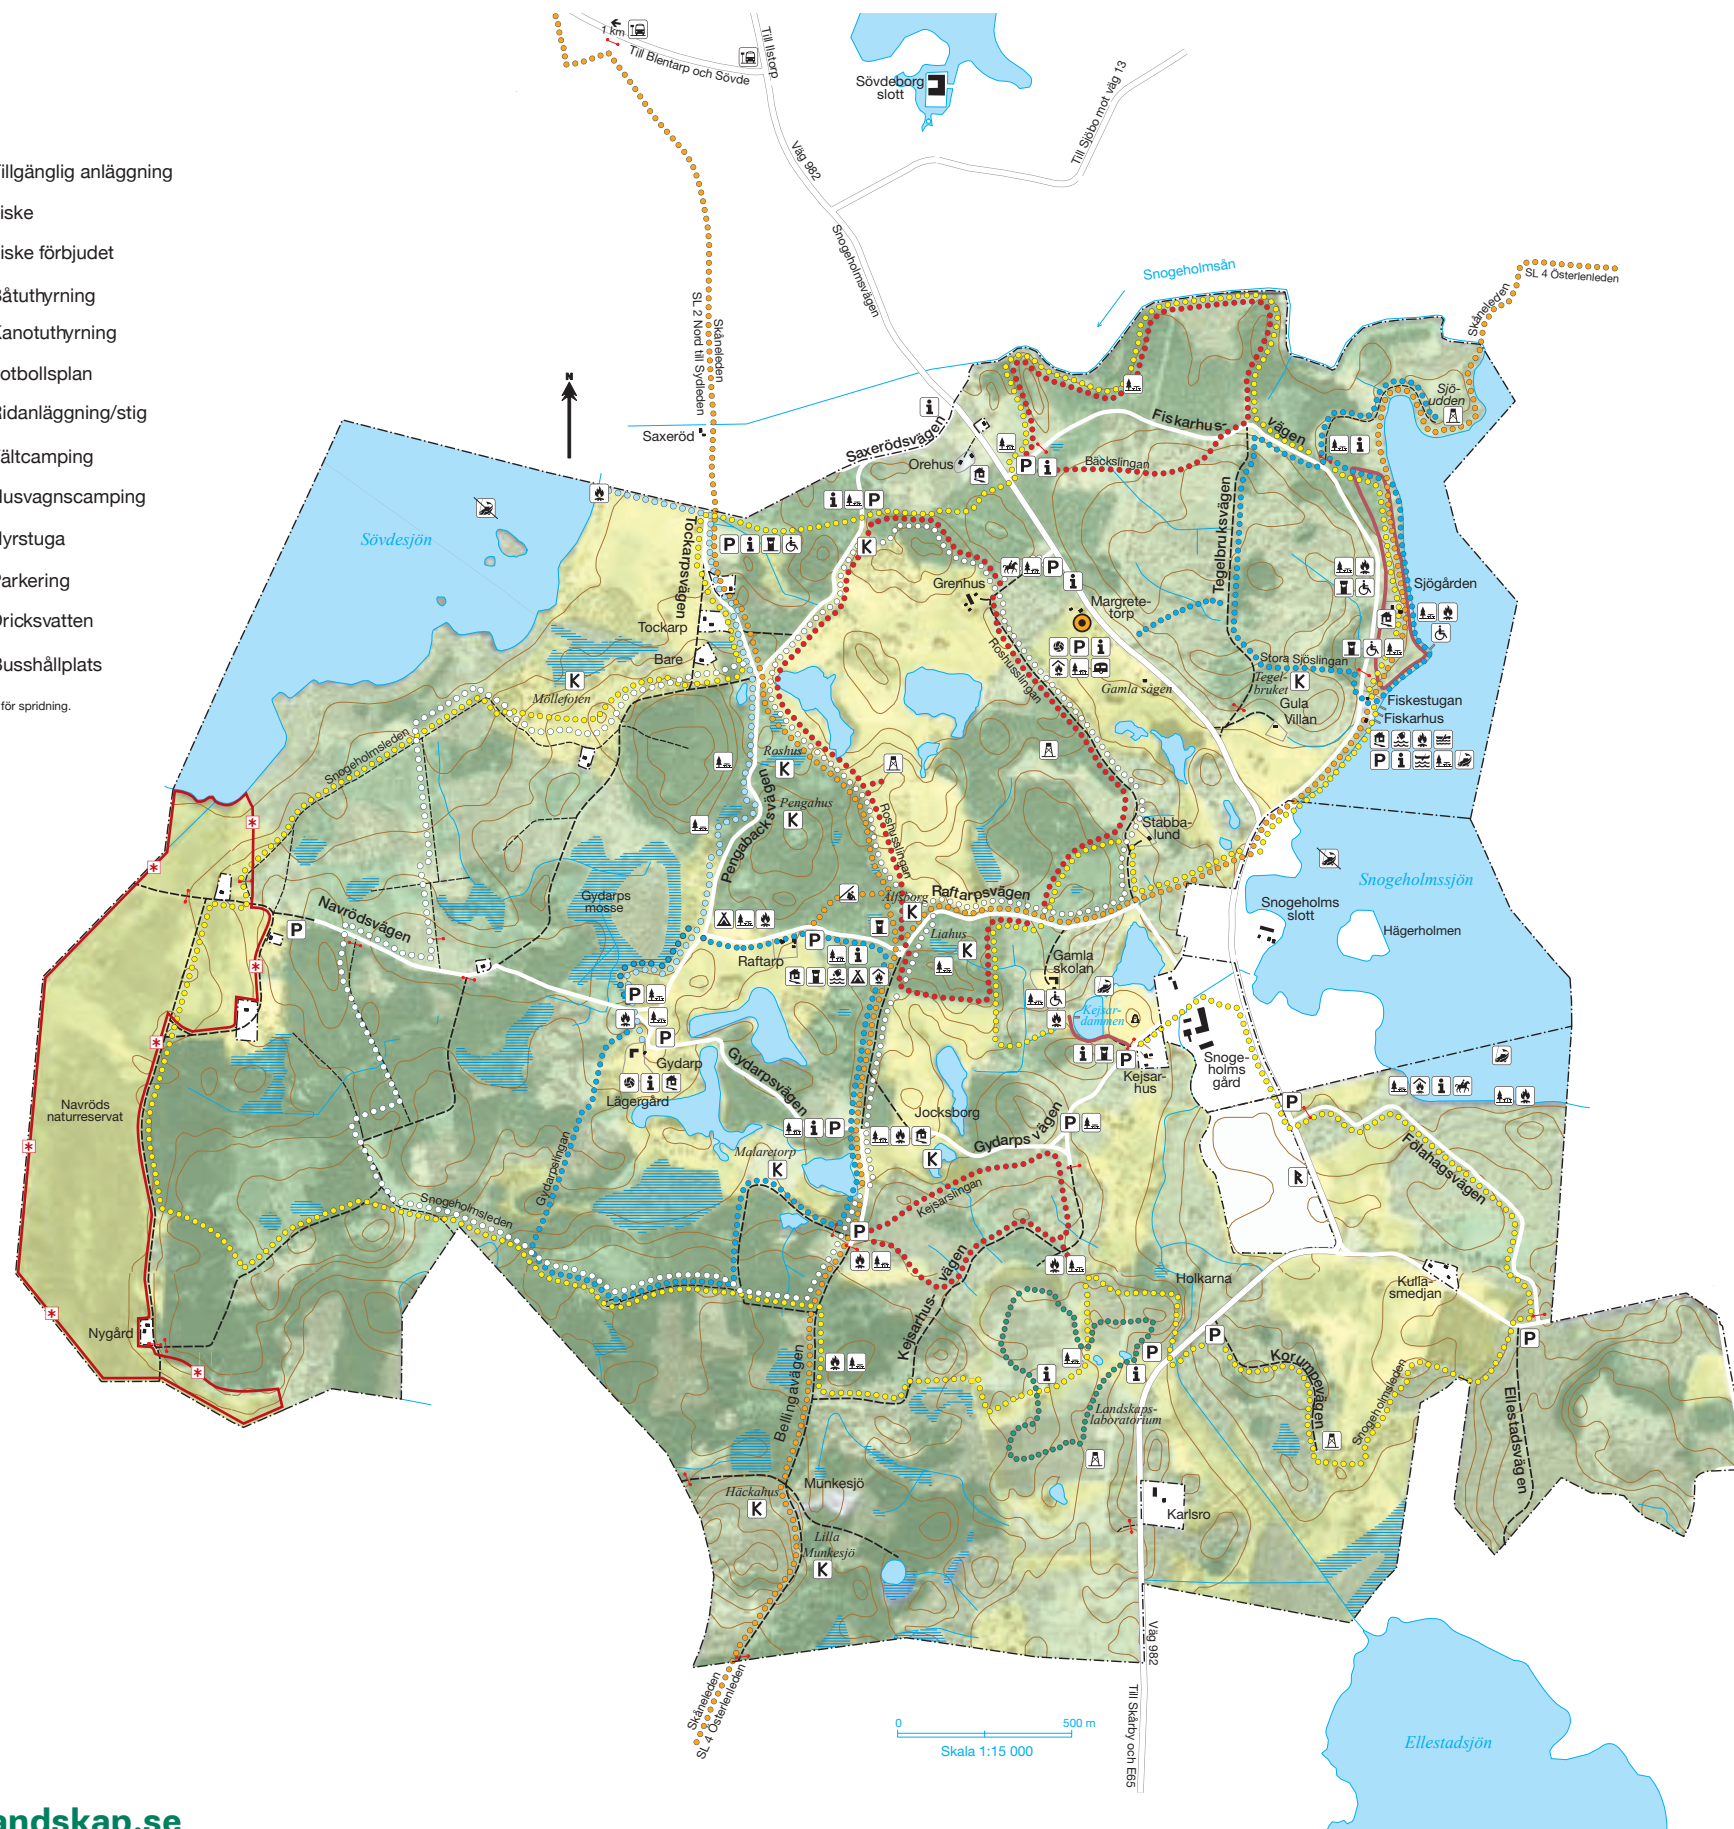 1 km
Till Blentarp och Sövde
Till Ilstorp
Sövdeborg
slott
Till Sjöbo mot väg 13
Väg 982
Snogeholmsvägen
illgänglig anläggning
iske
iske förbjudet
åtuthyrning
anotuthyrning
otbollsplan
Ridanläggning/stig
ältcamping
usvagnscamping
yrstuga
arkering
Dricksvatten
Busshållplats
för spridning.
N
SL 2 Nord till Sydleden
Skåneleden
Snogeholmsån
Skåneleden
SL 4 Österlenleden
Saxeröd
Saxerödsvägen
Orehus
P i
Bäckslingan
Fiskarhus-
vägen
Sjö-
udden
Sövdesjön
Tockarpsvägen
Tegelbruksvägen
i P
P i
K
P
i
Grenhus
Margrete-
torp
P i
Sjögården
Tockarp
Bare
Möllefoten
K
Roshusslingan
Gamla sågen
Stora Sjöslingan
Tegel-
bruket
K
Gula
Villan
Fiskestugan
Fiskarhus
P i
Snogeholmsleden
Roshus
K
Pengahus
K
Pengabacksvägen
Roshusslingan
Stabba-
lund
Snogeholmssjön
Snogeholms
slott
Hägerholmen
Gydarps
mosse
Navrödsvägen
P
Älfsborg
K
Raftarpsvägen
Liahus
K
P
Raftarp
i
Gamla
skolan
Kejsar-
dammen
P
P
Gydarp
i
Lägergård
Gydarpsvägen
i P
i
P
Kejsar-
hus
Snoge-
holms
gård
Navröds
naturreservat
Jocksborg
K
Gydarps vägen
P
P
i
Följahagsvägen
Malaretorp
K
Gydarpslingan
Snogeholmsleden
Kejsarslingan
P
R
Kejsarhus-
vägen
Holkarna
Kulla-
smedjan
Nygård
P
P
P
i
i
Korumpevägen
Snogeholmsleden
Ellestadsvägen
Landskaps-
laboratorium
Bellingavägen
Munkesjö
Häckahus
K
Lilla
Munkesjö
K
Karlsro
Väg 982
Till Skårby och E65
Skåneleden
SL 4 Österlenleden
0 500 m
Skala 1:15 000
Ellestadsjön
andskap.se